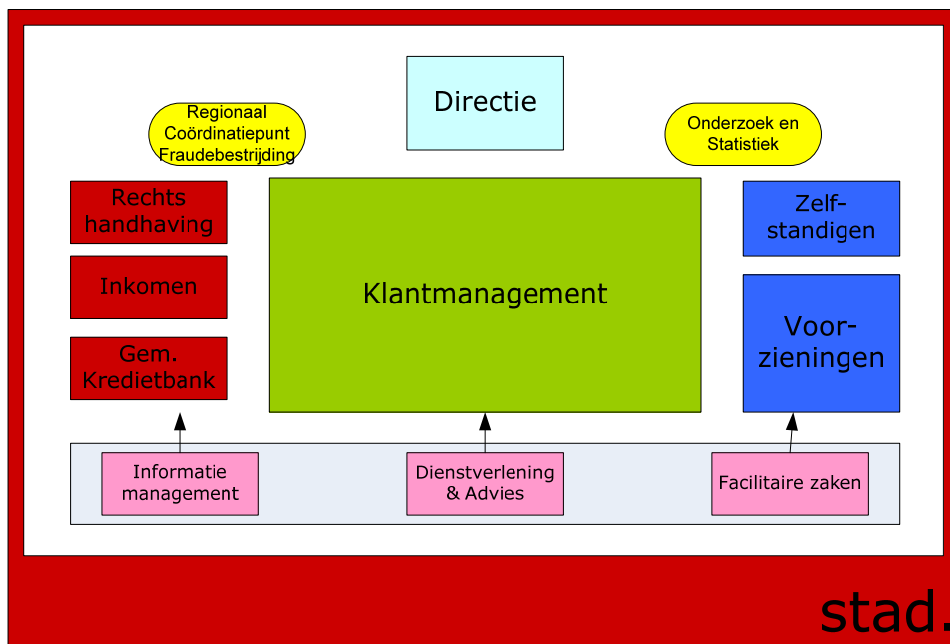 Directie
Regionaal
Coördinatiepunt
Fraudebestrijding
Onderzoek en
Statistiek
Rechts
handhaving
Inkomen
Gem.
Kredietbank
Klantmanagement
Zelf-
standigen
Voor-
zieningen
Informatie
management
Dienstverlening
& Advies
Facilitaire zaken
stad.